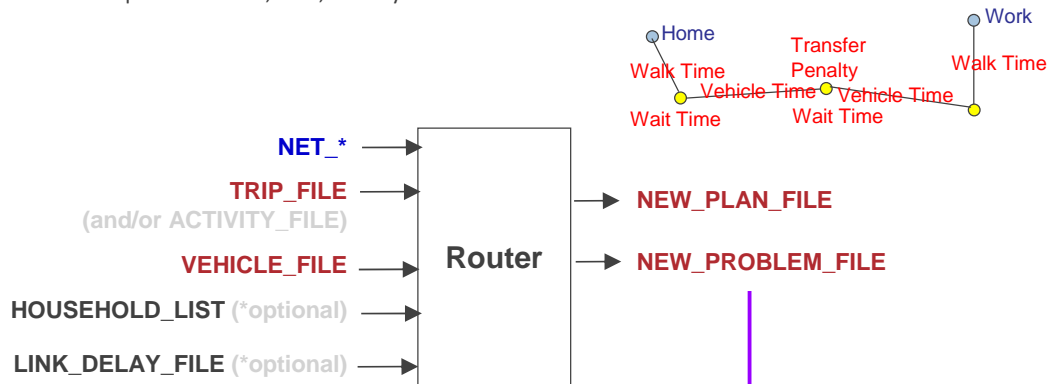 Home
Work
Transfer
Penalty
Walk Time
Walk Time
Vehicle Time
Vehicle Time
Wait Time
Wait Time
NET_*
TRIP_FILE
(and/or ACTIVITY_FILE)
VEHICLE_FILE
HOUSEHOLD_LIST (*optional)
LINK_DELAY_FILE (*optional)
Router
NEW_PLAN_FILE
NEW_PROBLEM_FILE